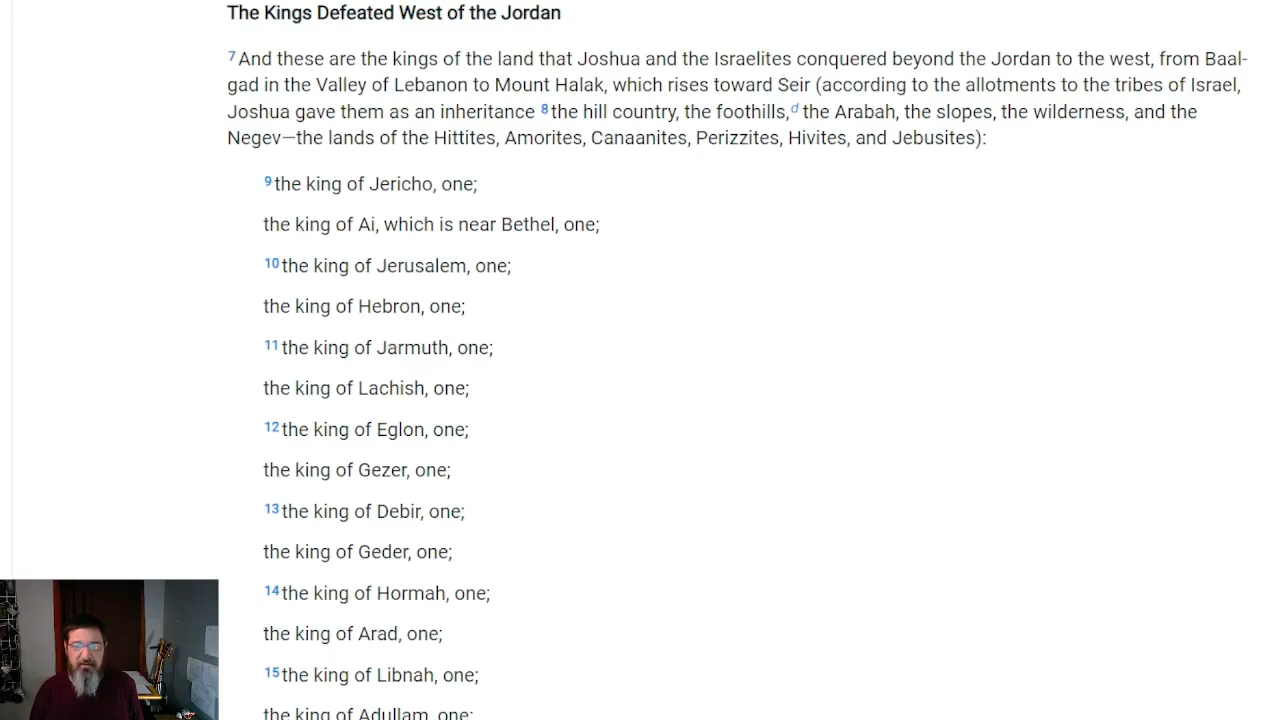 The Kings Defeated West of the Jordan
7 And these are the kings of the land that Joshua and the Israelites conquered beyond the Jordan to the west, from Baal-
gad in the Valley of Lebanon to Mount Halak, which rises toward Seir (according to the allotments to the tribes of Israel,
Joshua gave them as an inheritance 8 the hill country, the foothills,d the Arabah, the slopes, the wilderness, and the
Negev—the lands of the Hittites, Amorites, Canaanites, Perizzites, Hivites, and Jebusites):
9 the king of Jericho, one;
the king of Ai, which is near Bethel, one;
10 the king of Jerusalem, one;
the king of Hebron, one;
11 the king of Jarmuth, one;
the king of Lachish, one;
12 the king of Eglon, one;
the king of Gezer, one;
13 the king of Debir, one;
the king of Geder, one;
14 the king of Hormah, one;
the king of Arad, one;
15 the king of Libnah, one;
the king of Adullam, one;